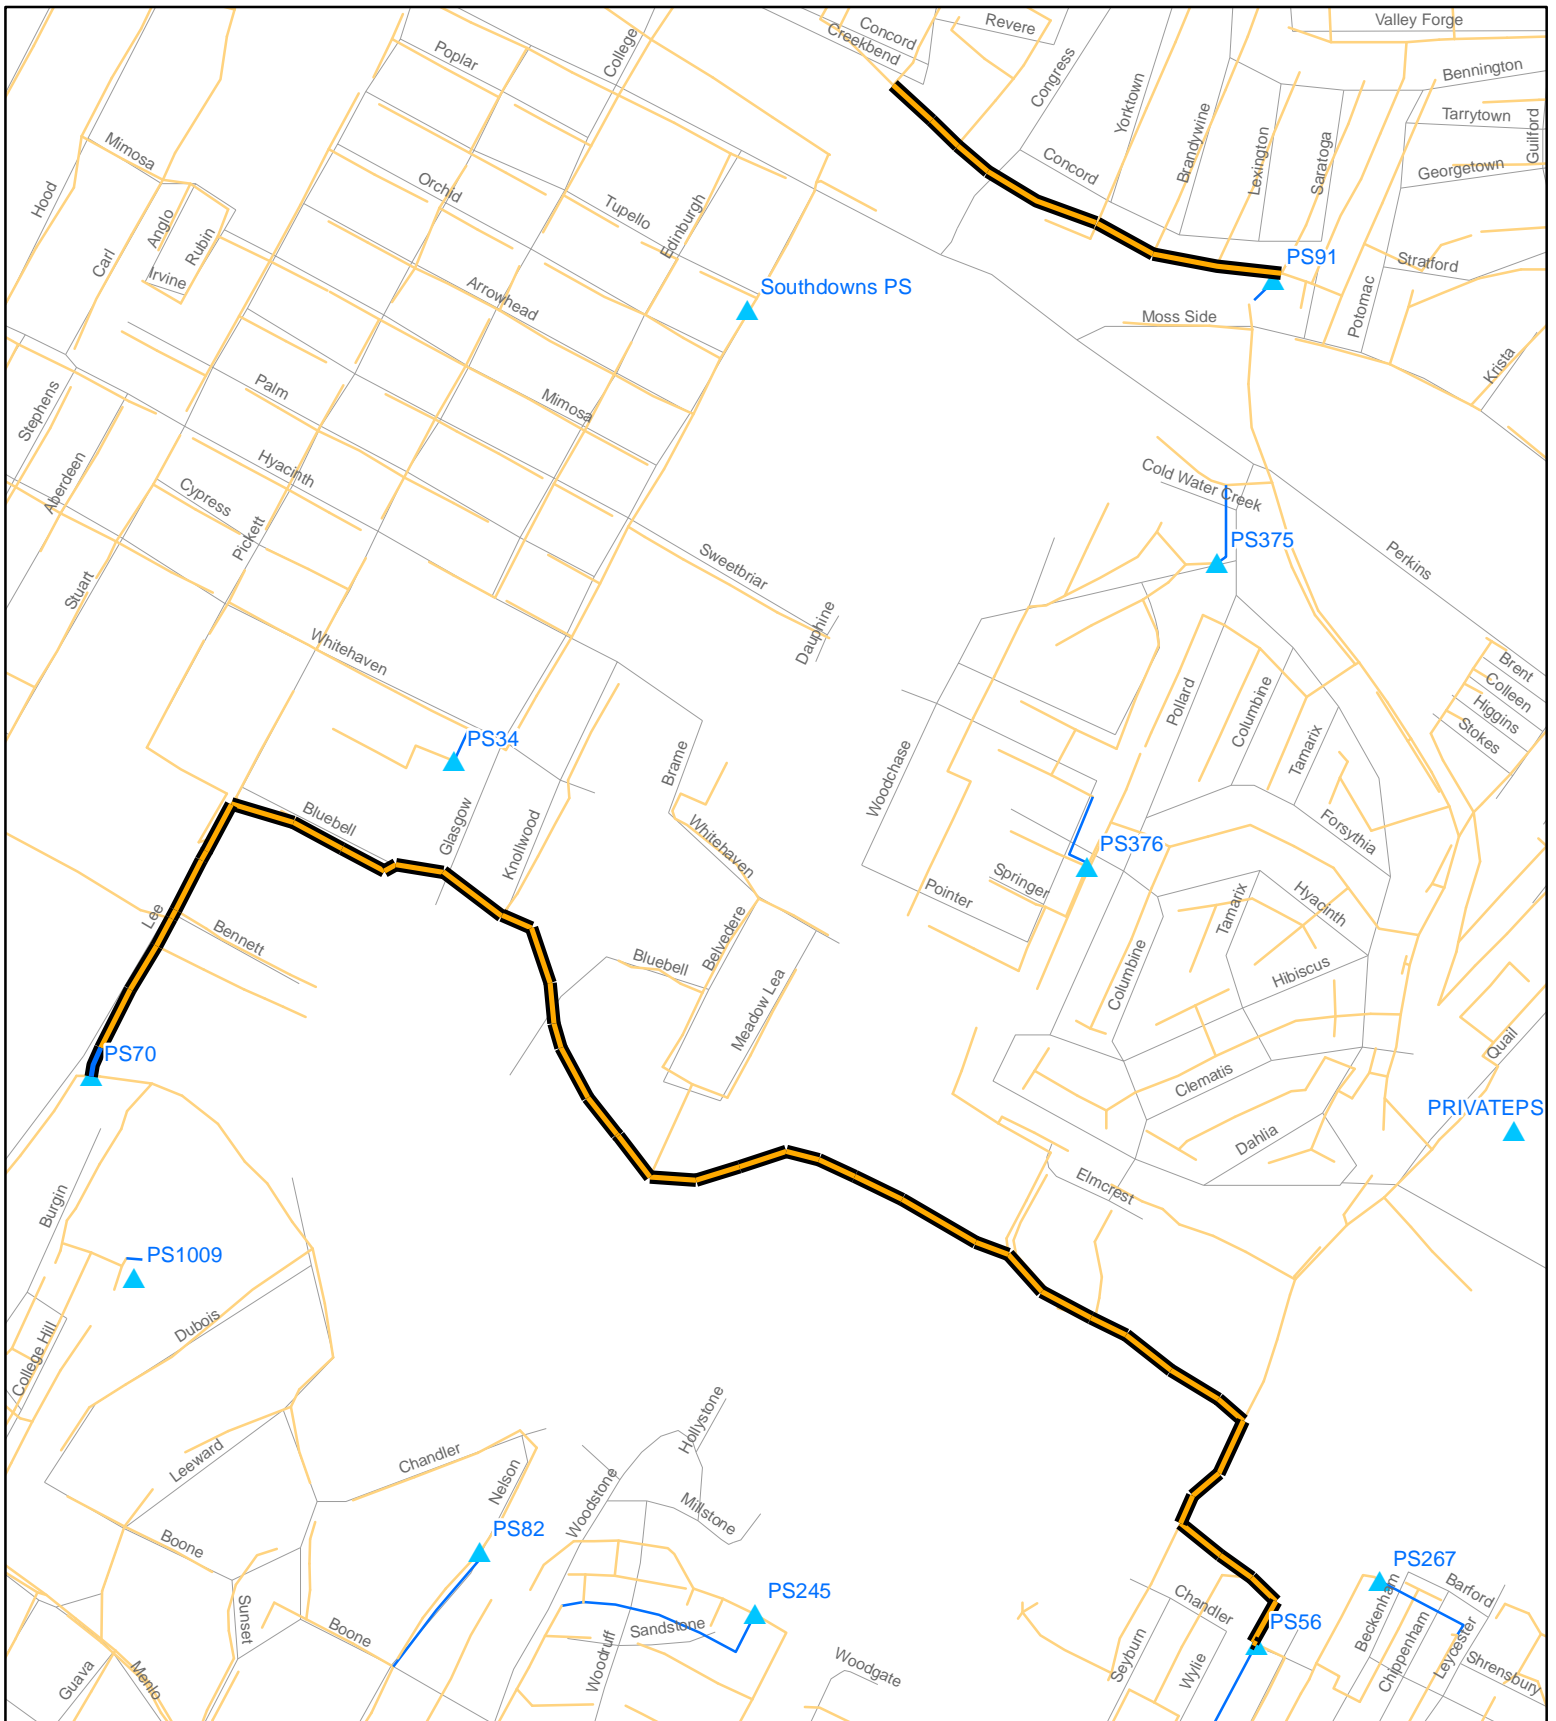 Concord
Creekbend
Revere
Valley Forge
Poplar
College
Congress
Yorktown
Bennington
Tarrytown
Guilford
Mimosa
Brandywine
Lexington
Saratoga
Georgetown
Hood
Orchid
Concord
Tupello
Edinburgh
Anglo
Rubin
Carl
Irvine
PS91
Stratford
Southdowns PS
Arrowhead
Moss Side
Potomac
Krista
Stephens
Palm
Mimosa
Aberdeen
Hyacinth
Cypress
Cold Water Creek
Pickett
PS375
Perkins
Sweetbriar
Stuart
Dauphine
Whitehaven
Brent
Colleen
Higgins
Stokes
Pollard
Columbine
Tamarix
PS34
Brame
Woodchase
Bluebell
Glasgow
Knollwood
Whitehaven
Forsythia
PS376
Springer
Pointer
Tamarix
Hyacinth
Lee
Bennett
Belvedere
Bluebell
Hibiscus
Columbine
Meadow Lea
PS70
Quail
Clematis
PRIVATEPS
Dahlia
Elmcrest
Burgin
PS1009
Dubois
College Hill
Hollystone
Chandler
Leeward
Nelson
Woodstone
Millstone
PS82
Boone
PS267
Barford
Beckenham
PS245
Chandler
Chippenham
Leycester
Sunset
Sandstone
PS56
Boone
Woodruff
Seyburn
Wylie
Shrensbury
Woodgate
Guava
Menlo